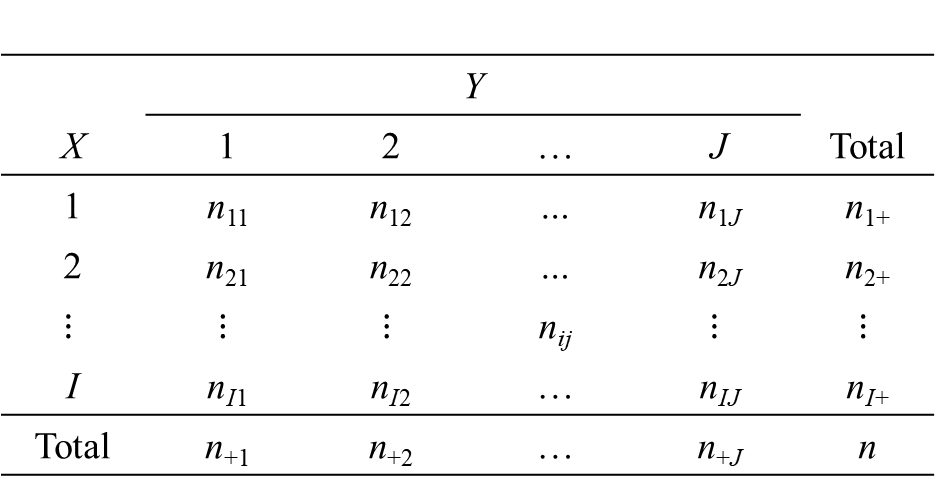 Y
X 1 2 … J Total
1 n₁₁ n₁₂ ... n₁J n₁₊
2 n₂₁ n₂₂ ... n₂J n₂₊
⋮ ⋮ ⋮ nᵢⱼ ⋮ ⋮
I nI₁ nI₂ … nIJ nI₊
Total n₊₁ n₊₂ … n₊J n